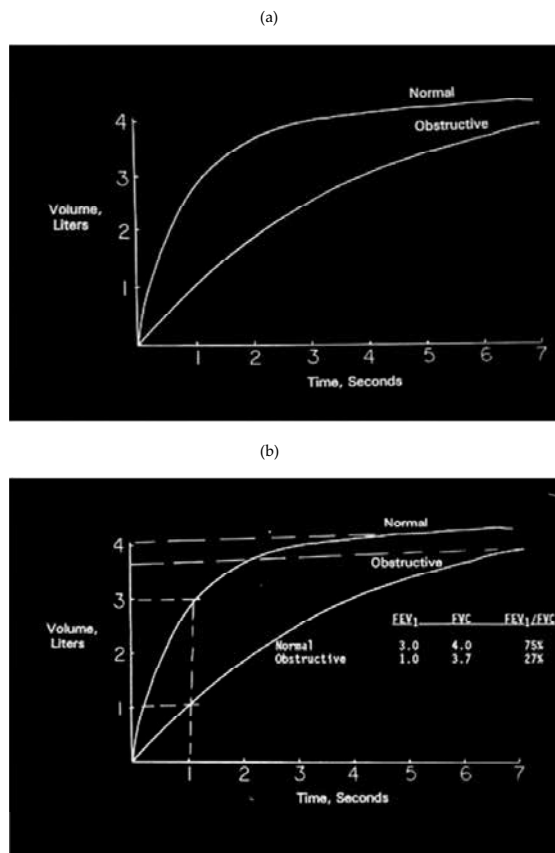 (a)
Normal
Obstructive
4
3
Volume,
Liters
2
1
1 2 3 4 5 6 7
Time, Seconds
(b)
4
Normal
Obstructive
3
FEV1 FVC FEV1/FVC
Volume,
Liters
2
Normal 3.0 4.0 75%
Obstructive 1.0 3.7 27%
1
1 2 3 4 5 6 7
Time, Seconds